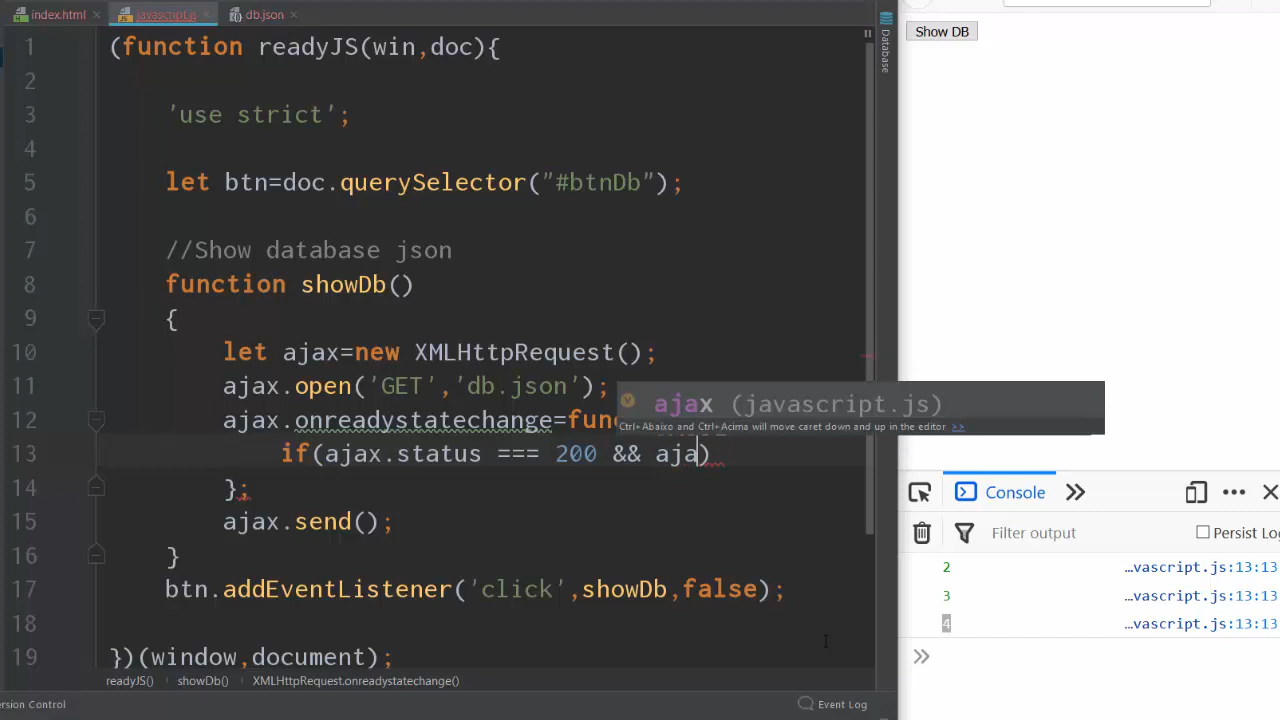 index.html
javascript.js
db.json
Show DB
Database
1 (function readyJS(win,doc){
2
3 'use strict';
4
5 let btn=doc.querySelector("#btnDb");
6
7 //Show database json
8 function showDb()
9 {
10 let ajax=new XMLHttpRequest();
11 ajax.open('GET','db.json');
12 ajax.onreadystatechange=fun
ajax (javascript.js)
Ctrl+Abaixo and Ctrl+Acima will move caret down and up in the editor >>
13 if(ajax.status === 200 && aja)
14 };
15 ajax.send();
16 }
17 btn.addEventListener('click',showDb,false);
18
19 })(window,document);
readyJS() showDb() XMLHttpRequest.onreadystatechange()
ersion Control
Event Log
Console
Filter output
Persist Log
2 …vascript.js:13:13
3 …vascript.js:13:13
4 …vascript.js:13:13